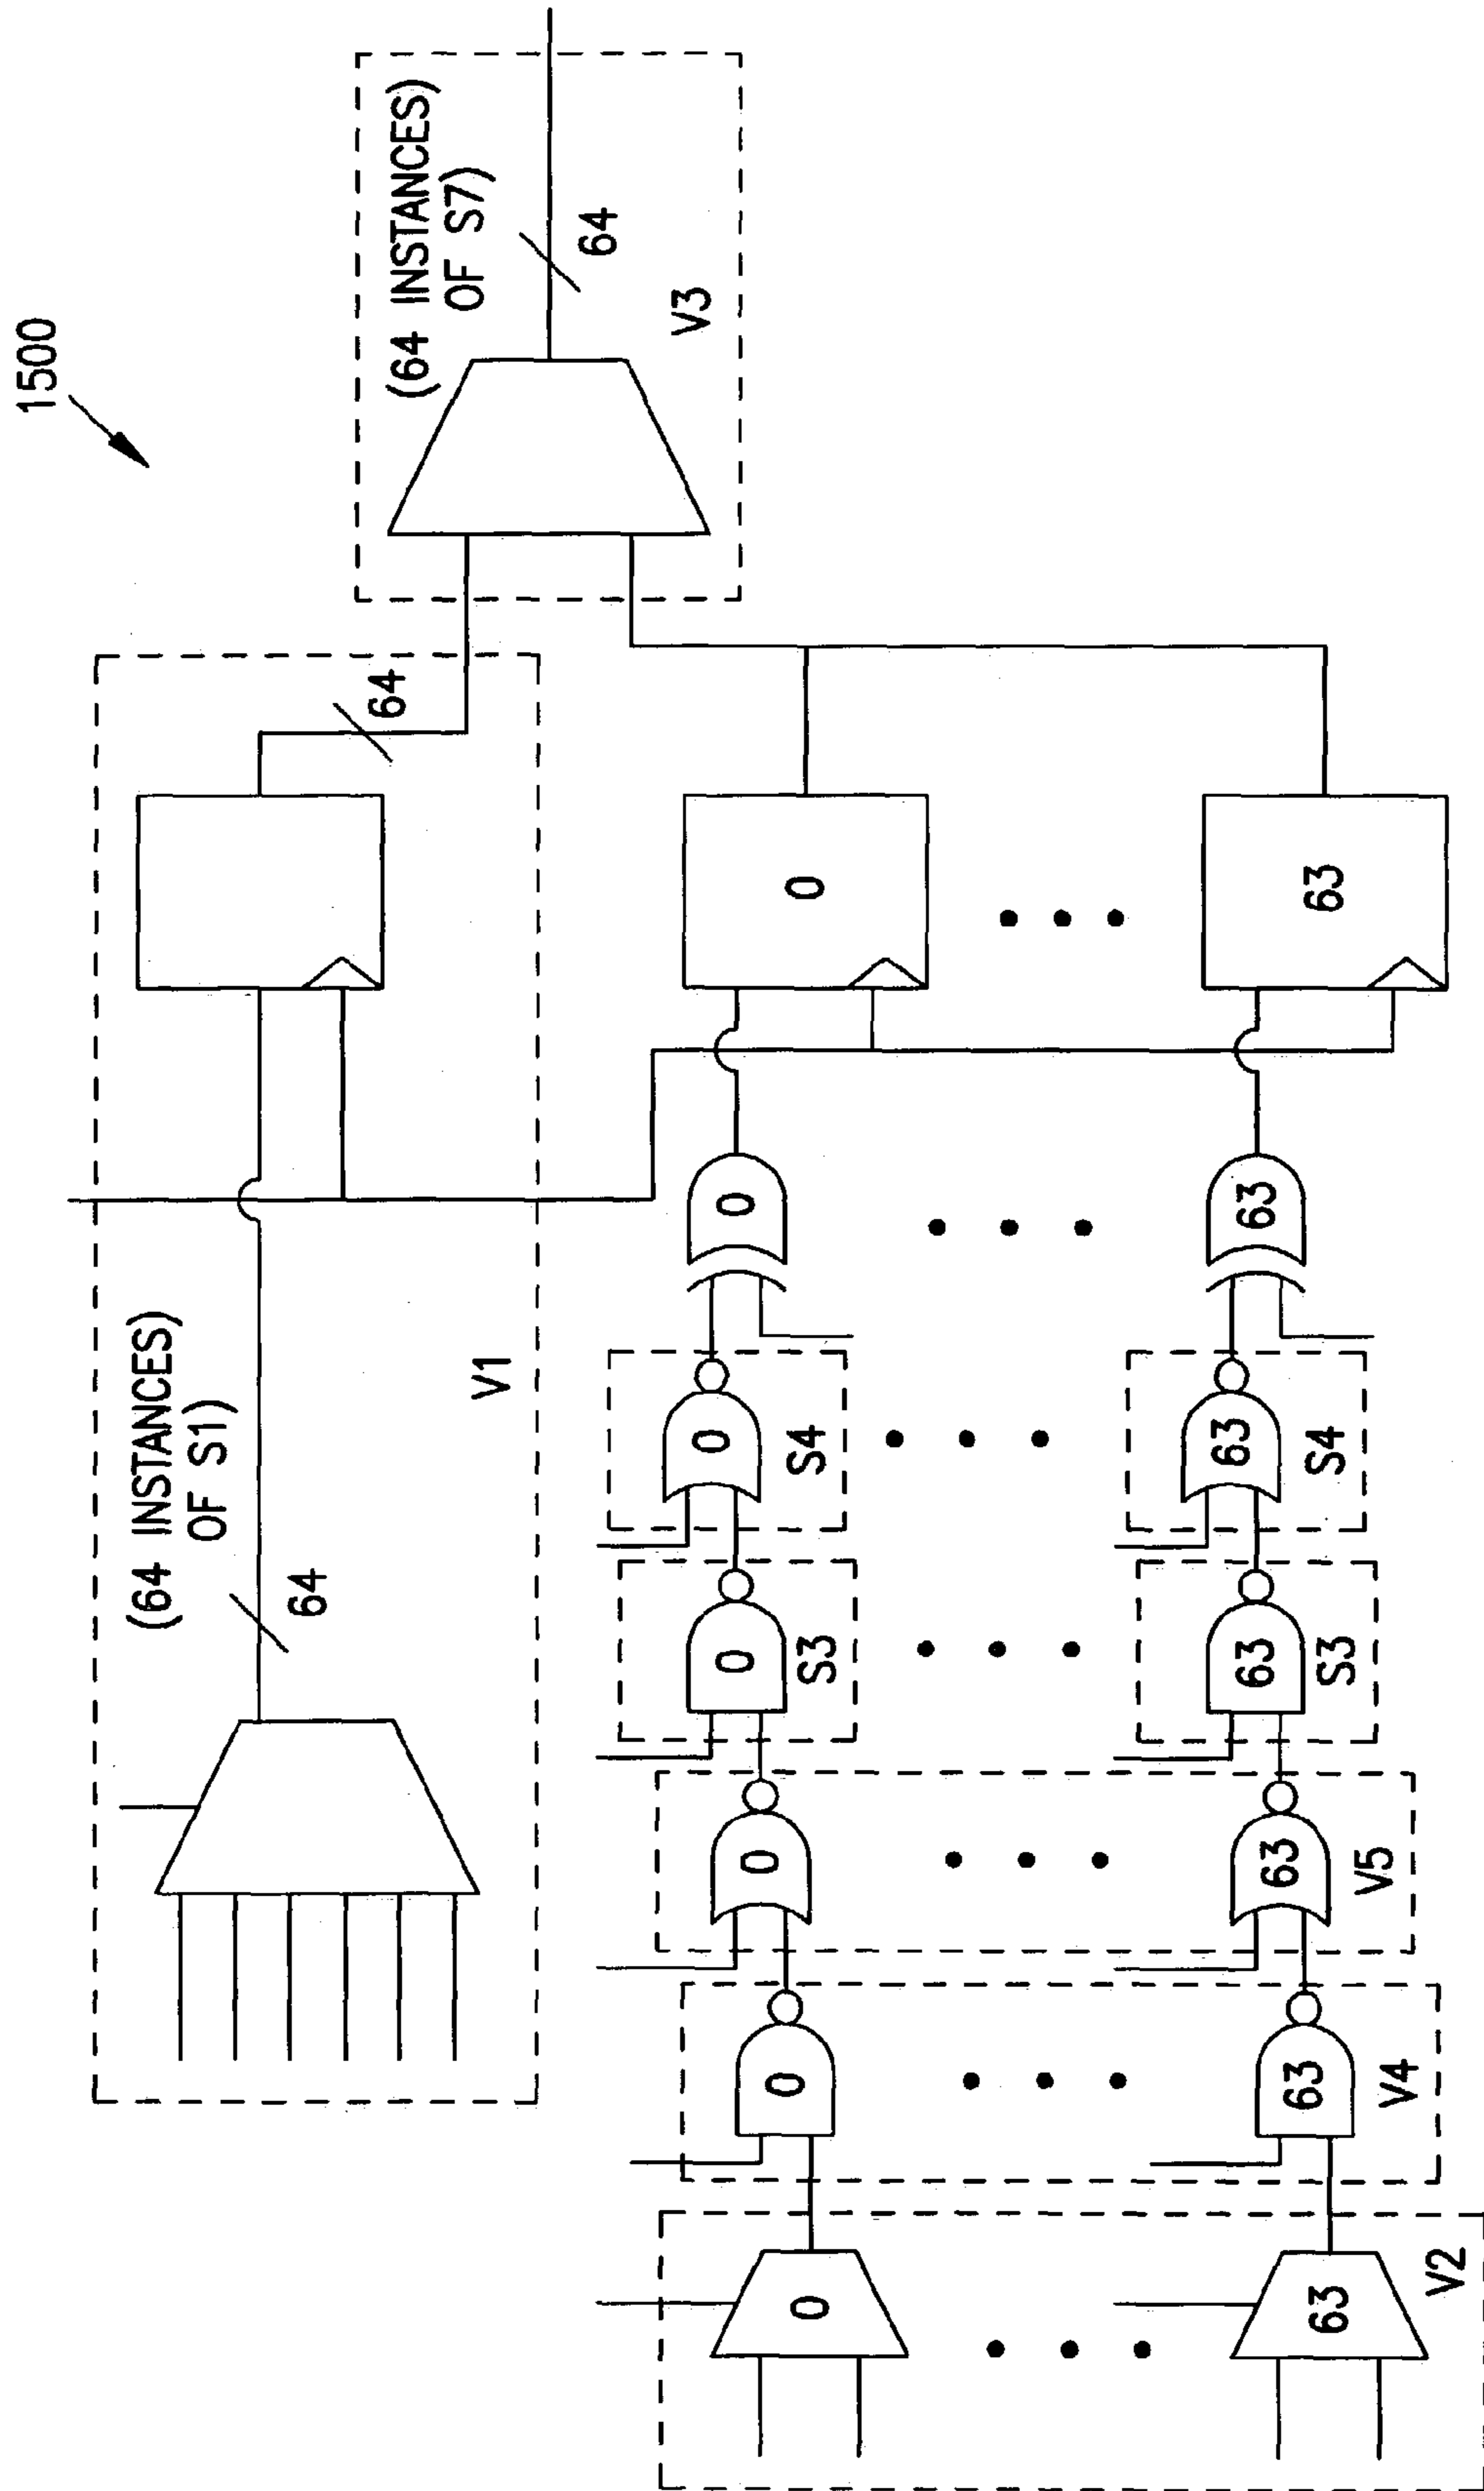 1500
(64 INSTANCES
OF S1)
64
V1
64
(64 INSTANCES
OF S7)
64
V3
0
0
0
0
0
0
0
S3
S4
63
63
63
63
63
63
63
V2
V4
V5
S3
S4